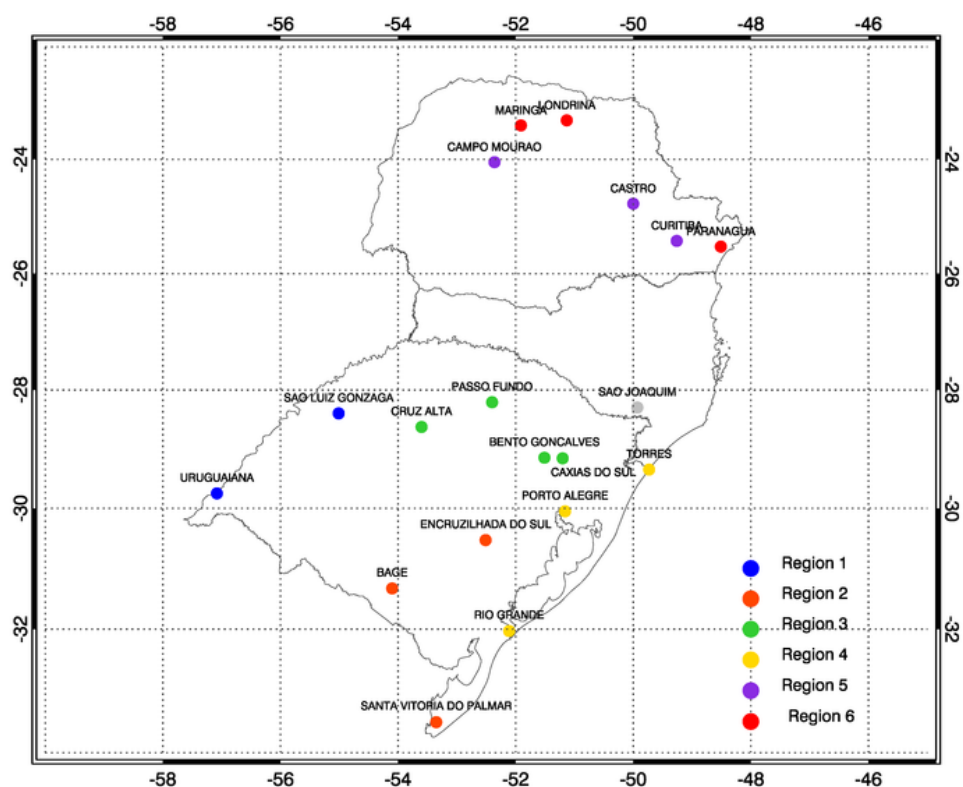 -58 -56 -54 -52 -50 -48 -46
LONDRINA
MARINGA
CAMPO MOURAO
-24 -24
CASTRO
CURITIBA
PARANAGUA
-26 -26
-28 -28
PASSO FUNDO
SAO JOAQUIM
SAO LUIZ GONZAGA
CRUZ ALTA
BENTO GONCALVES
TORRES
CAXIAS DO SUL
URUGUAIANA
PORTO ALEGRE
-30 -30
ENCRUZILHADA DO SUL
Region 1
BAGE
Region 2
RIO GRANDE
Region 3
-32 -32
Region 4
Region 5
SANTA VITORIA DO PALMAR
Region 6
-58 -56 -54 -52 -50 -48 -46